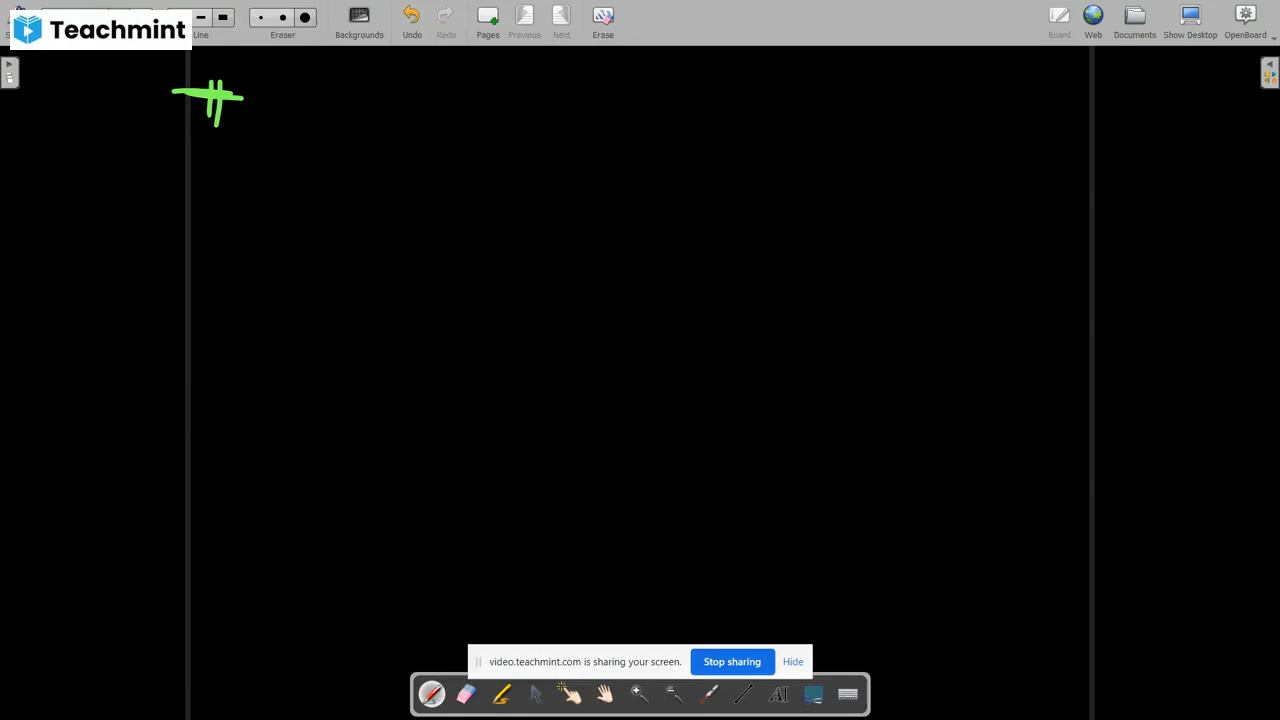 Teachmint
Line
Eraser
Backgrounds
Undo
Redo
Pages
Previous
Next
Erase
Board
Web
Documents
Show Desktop
OpenBoard
video.teachmint.com is sharing your screen.
Stop sharing
Hide
AI